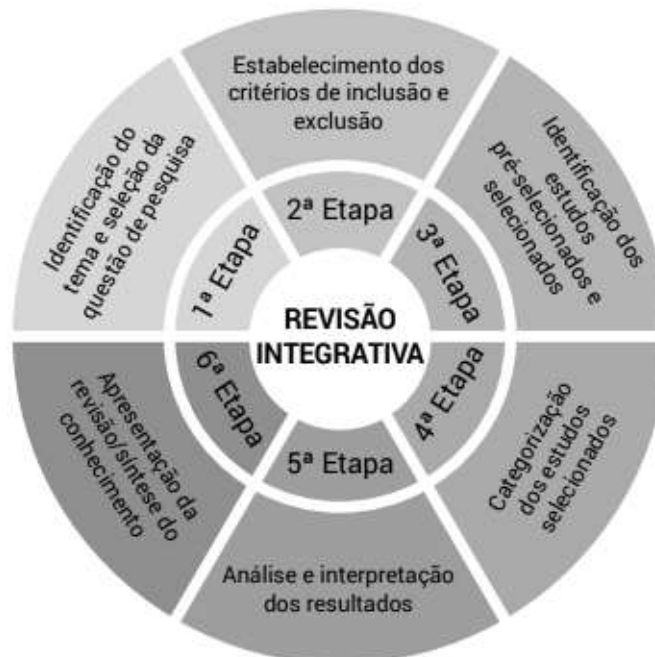 REVISÃO
INTEGRATIVA
1ª Etapa
Identificação do
tema e seleção da
questão de pesquisa
2ª Etapa
Estabelecimento dos
critérios de inclusão e
exclusão
3ª Etapa
Identificação dos
estudos
pré-selecionados e
selecionados
4ª Etapa
Categorização
dos estudos
selecionados
5ª Etapa
Análise e interpretação
dos resultados
6ª Etapa
Apresentação da
revisão/síntese do
conhecimento